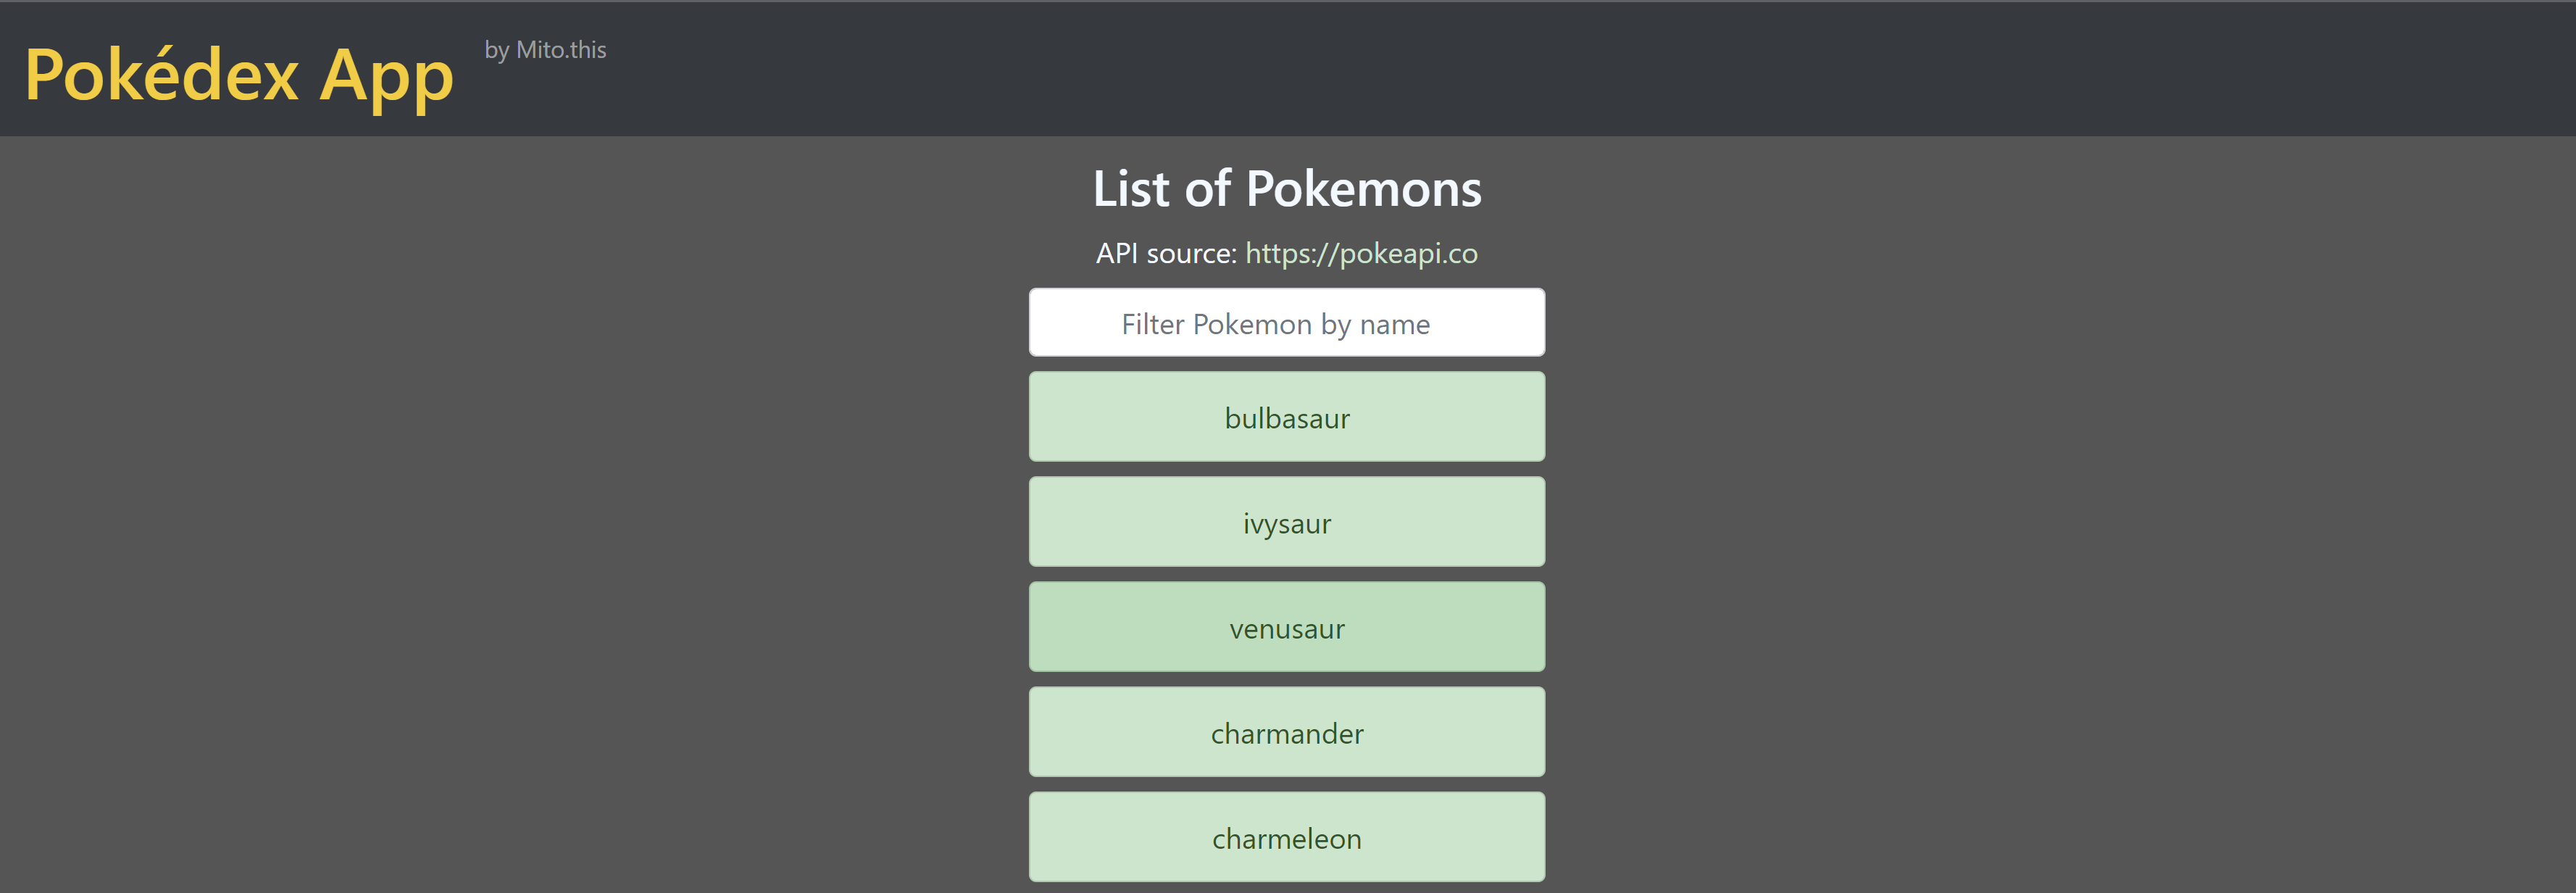 Pokédex App by Mito.this
List of Pokemons
API source: https://pokeapi.co
Filter Pokemon by name
bulbasaur
ivysaur
venusaur
charmander
charmeleon